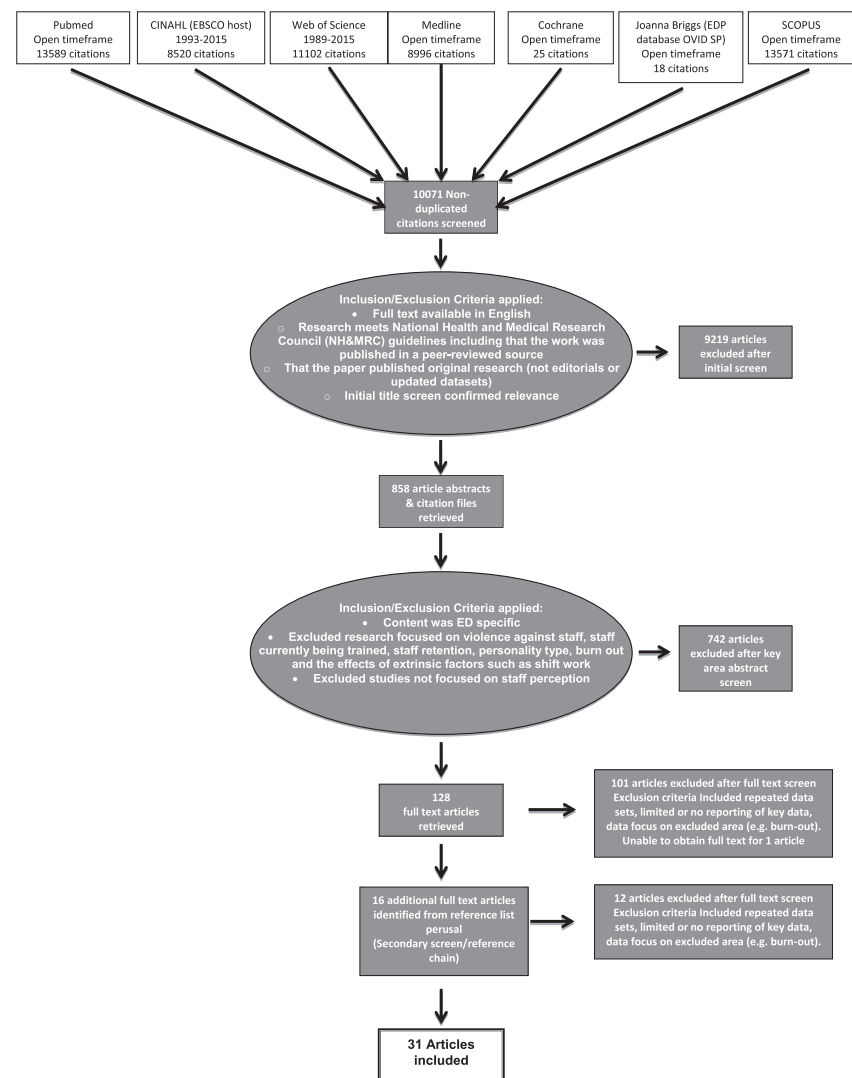 Pubmed
Open timeframe
13589 citations
CINAHL (EBSCO host)
1993-2015
8520 citations
Web of Science
1989-2015
11102 citations
Medline
Open timeframe
8996 citations
Cochrane
Open timeframe
25 citations
Joanna Briggs (EDP
database OVID SP)
Open timeframe
18 citations
SCOPUS
Open timeframe
13571 citations
10071 Non-
duplicated
citations screened
Inclusion/Exclusion Criteria applied:
• Full text available in English
○ Research meets National Health and Medical Research
Council (NH&MRC) guidelines including that the work was
published in a peer-reviewed source
○ That the paper published original research (not editorials or
updated datasets)
○ Initial title screen confirmed relevance
9219 articles
excluded after
initial screen
858 article abstracts
& citation files
retrieved
Inclusion/Exclusion Criteria applied:
• Content was ED specific
• Excluded research focused on violence against staff, staff
currently being trained, staff retention, personality type, burn out
and the effects of extrinsic factors such as shift work
• Excluded studies not focused on staff perception
742 articles
excluded after key
area abstract
screen
128
full text articles
retrieved
101 articles excluded after full text screen
Exclusion criteria Included repeated data
sets, limited or no reporting of key data,
data focus on excluded area (e.g. burn-out).
Unable to obtain full text for 1 article
16 additional full text articles
identified from reference list
perusal
(Secondary screen/reference
chain)
12 articles excluded after full text screen
Exclusion criteria Included repeated data
sets, limited or no reporting of key data,
data focus on excluded area (e.g. burn-out).
31 Articles
included